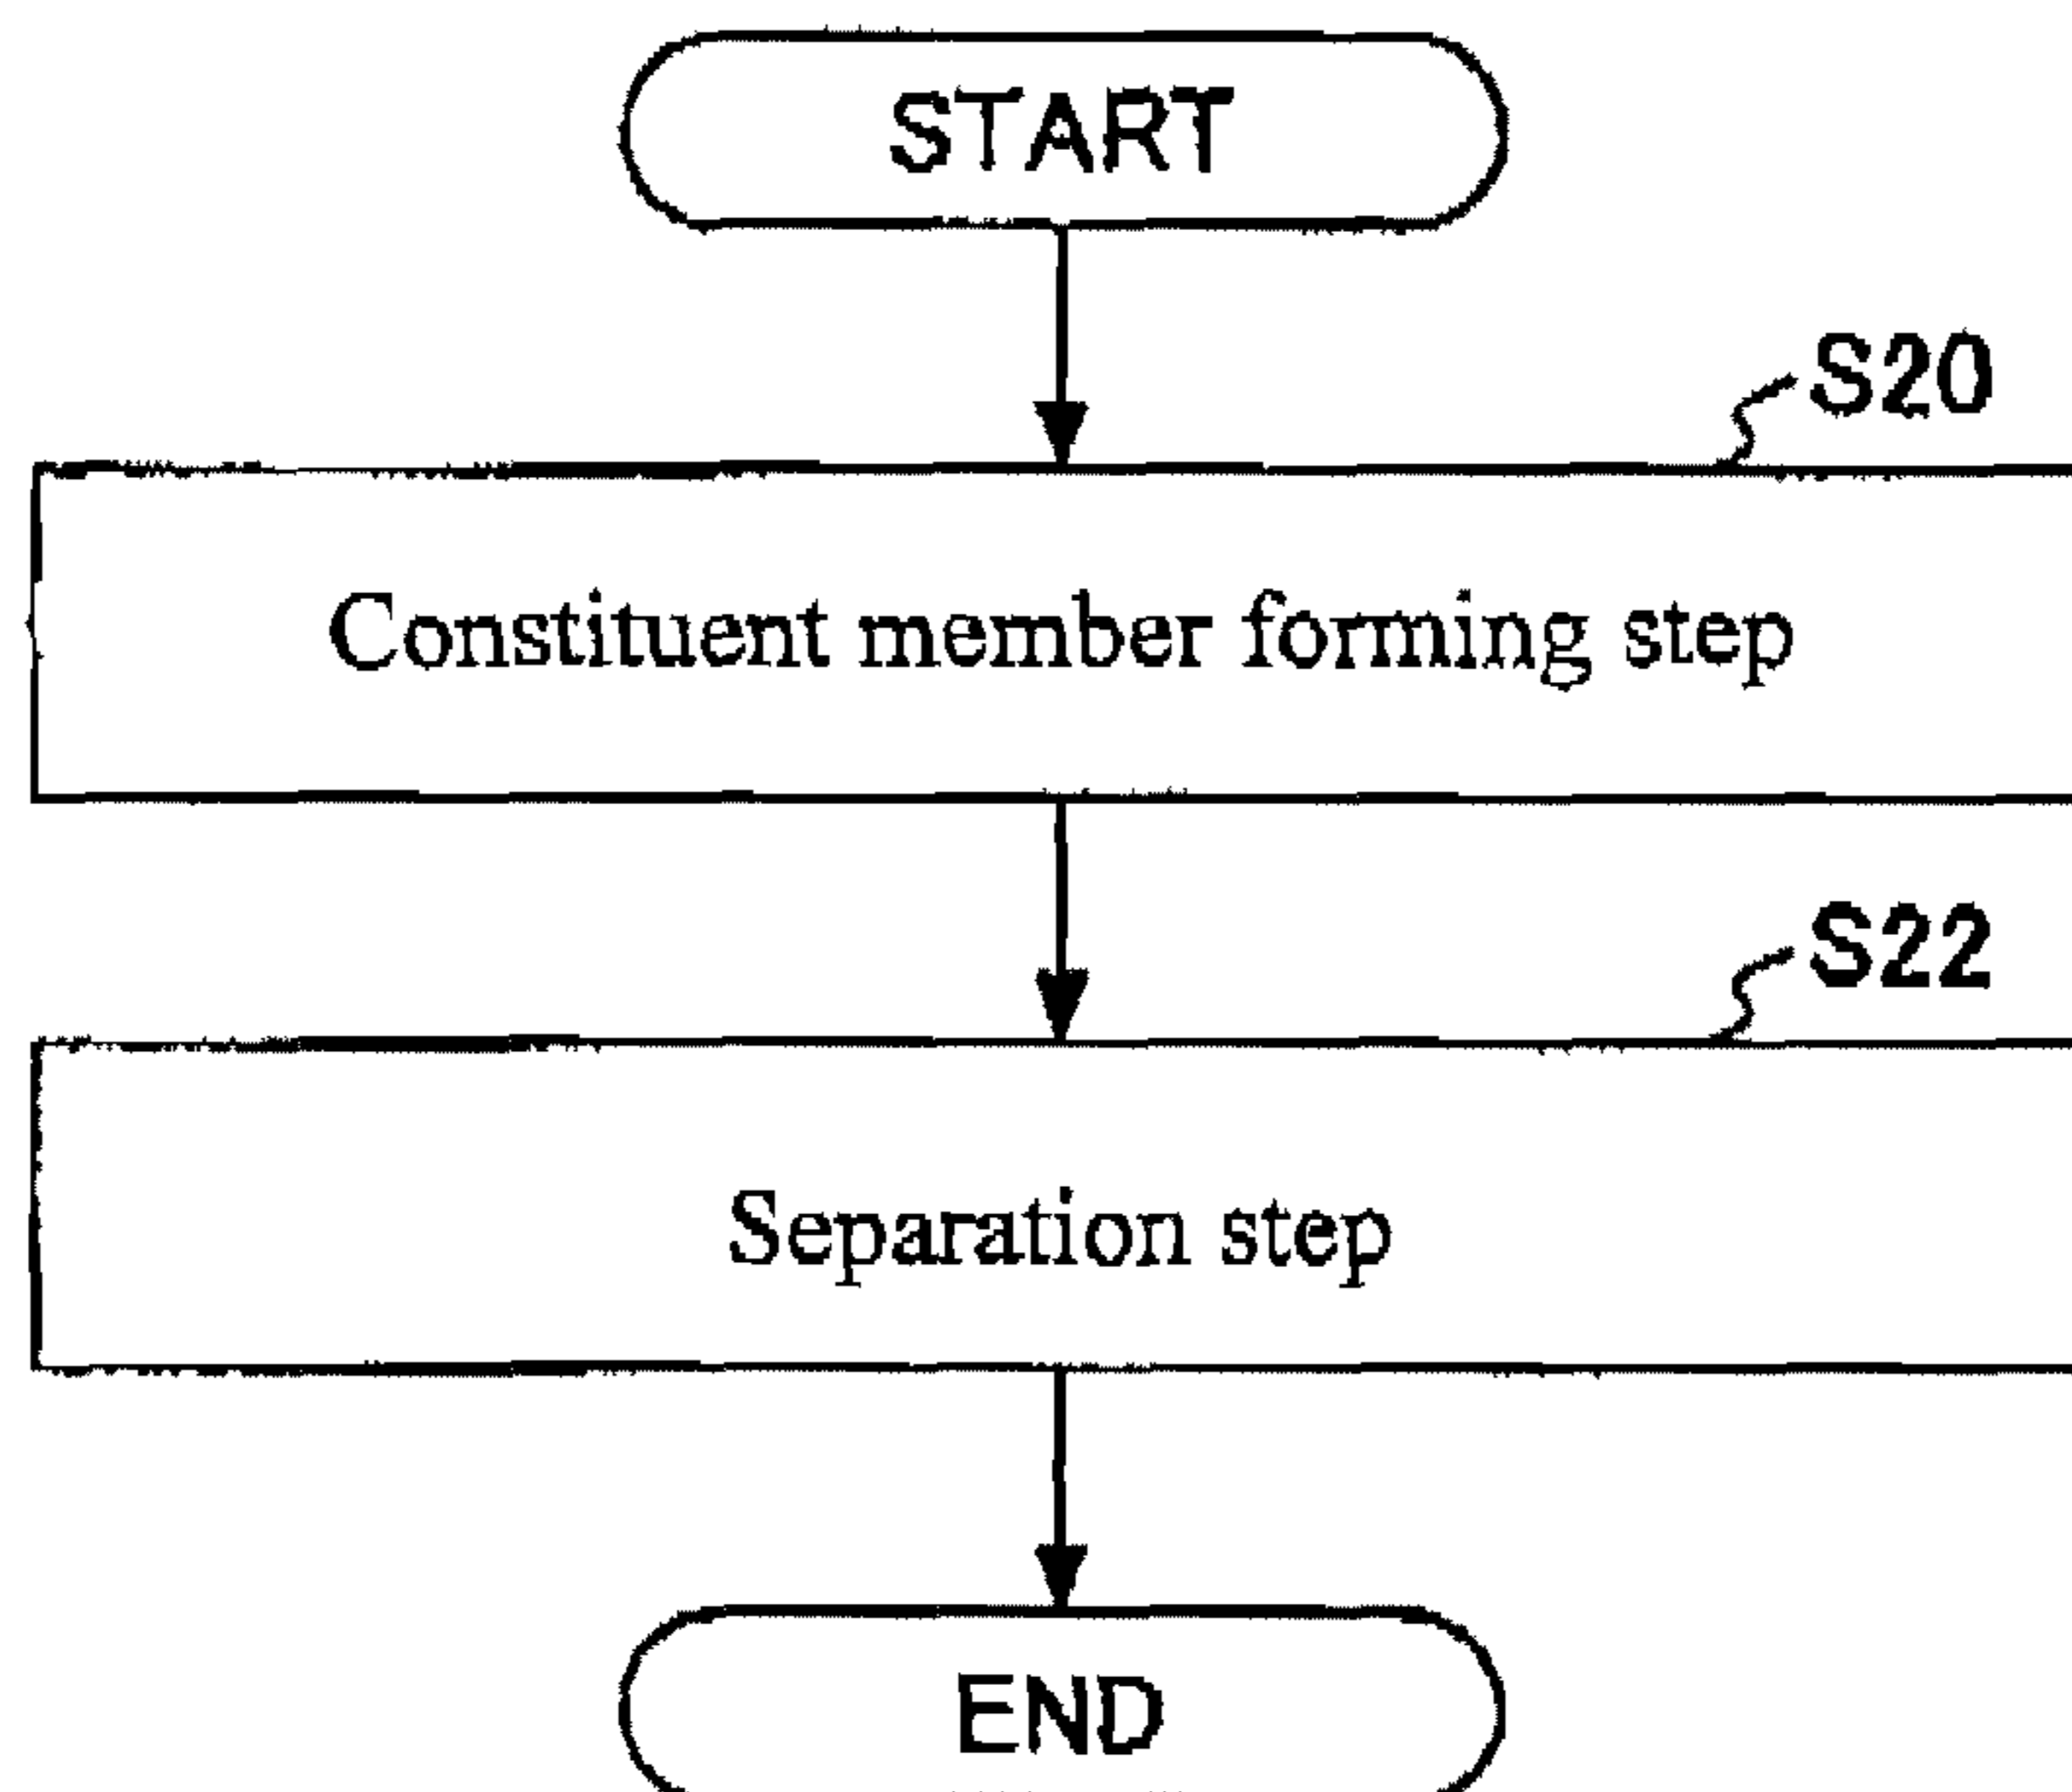 START
S20
Constituent member forming step
S22
Separation step
END